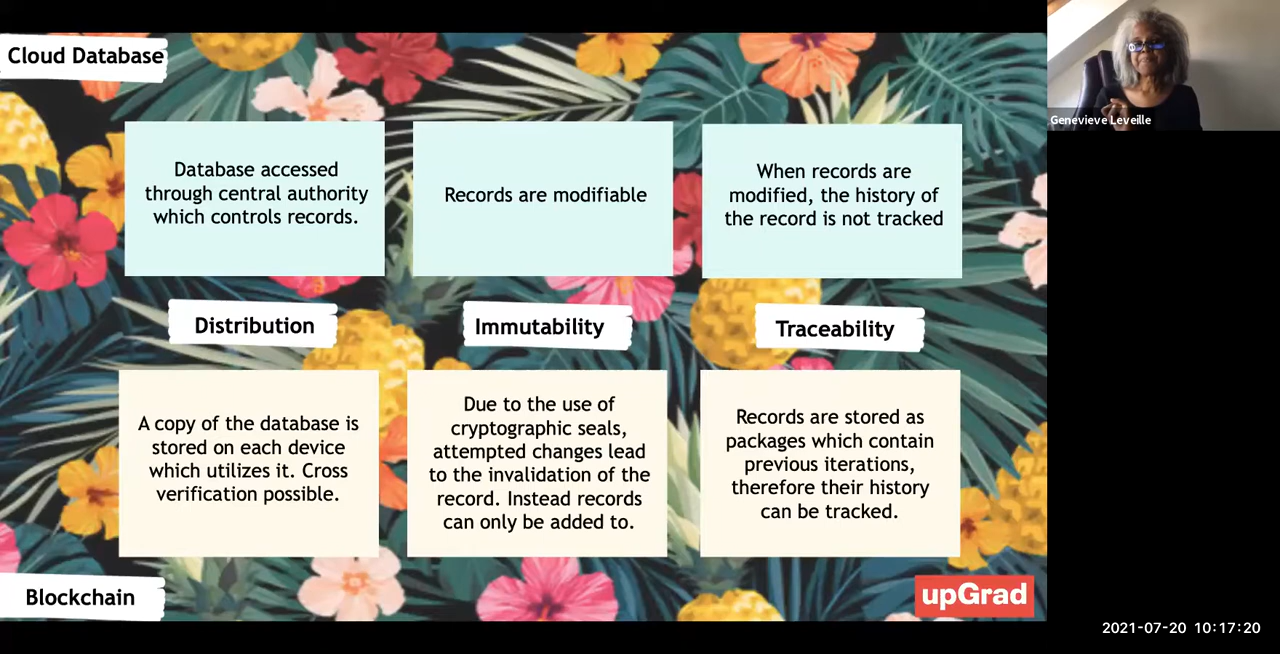 Cloud Database
Genevieve Leveille
Database accessed
through central authority
which controls records.
Records are modifiable
When records are
modified, the history of
the record is not tracked
Distribution
Immutability
Traceability
A copy of the database is
stored on each device
which utilizes it. Cross
verification possible.
Due to the use of
cryptographic seals,
attempted changes lead
to the invalidation of the
record. Instead records
can only be added to.
Records are stored as
packages which contain
previous iterations,
therefore their history
can be tracked.
Blockchain
upGrad
2021-07-20 10:17:20